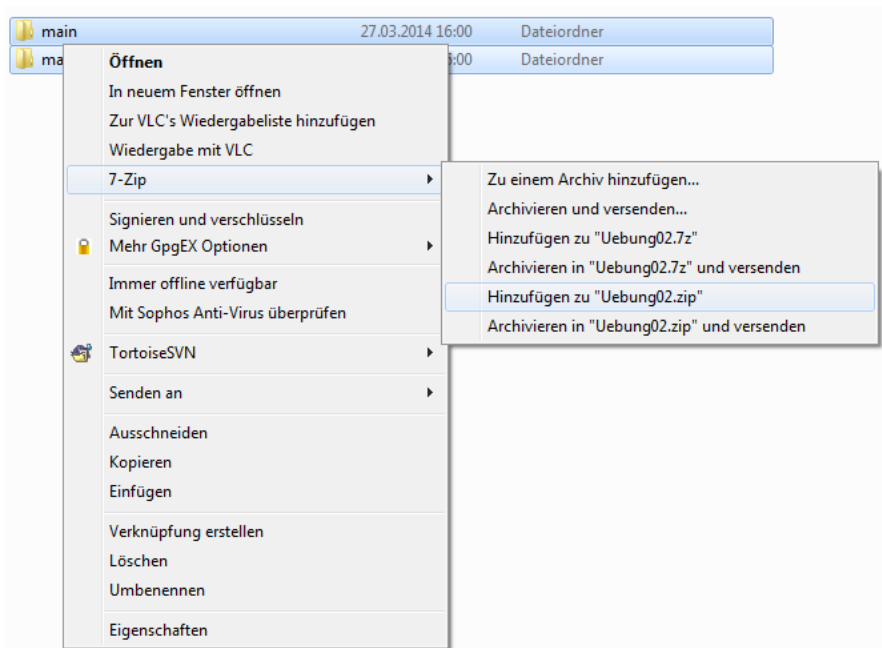 main 27.03.2014 16:00 Dateiordner
ma :00 Dateiordner
Öffnen
In neuem Fenster öffnen
Zur VLC's Wiedergabeliste hinzufügen
Wiedergabe mit VLC
7-Zip
Signieren und verschlüsseln
Mehr GpgEX Optionen
Immer offline verfügbar
Mit Sophos Anti-Virus überprüfen
TortoiseSVN
Senden an
Ausschneiden
Kopieren
Einfügen
Verknüpfung erstellen
Löschen
Umbenennen
Eigenschaften
Zu einem Archiv hinzufügen...
Archivieren und versenden...
Hinzufügen zu "Uebung02.7z"
Archivieren in "Uebung02.7z" und versenden
Hinzufügen zu "Uebung02.zip"
Archivieren in "Uebung02.zip" und versenden